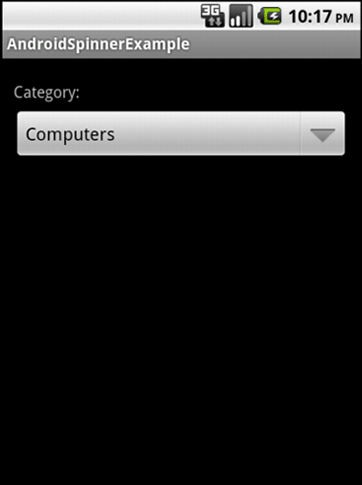 3G 10:17 PM
AndroidSpinnerExample
Category:
Computers